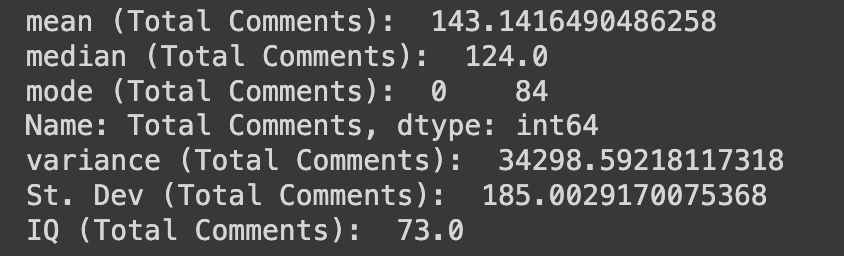 mean (Total Comments):  143.1416490486258
median (Total Comments):  124.0
mode (Total Comments):  0    84
Name: Total Comments, dtype: int64
variance (Total Comments):  34298.59218117318
St. Dev (Total Comments):  185.0029170075368
IQ (Total Comments):  73.0